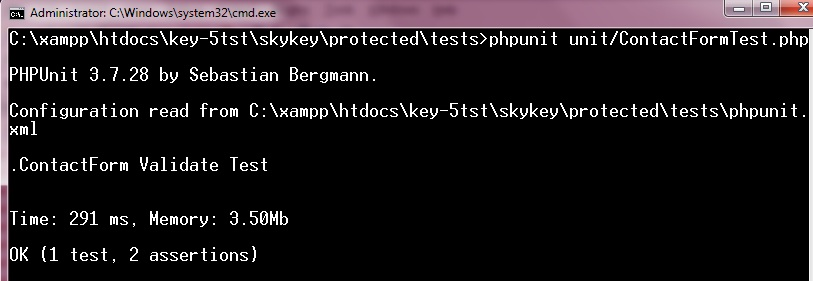 Administrator: C:\Windows\system32\cmd.exe
C:\xampp\htdocs\key-5tst\skykey\protected\tests>phpunit unit/ContactFormTest.php
PHPUnit 3.7.28 by Sebastian Bergmann.
Configuration read from C:\xampp\htdocs\key-5tst\skykey\protected\tests\phpunit.
xml
.ContactForm Validate Test
Time: 291 ms, Memory: 3.50Mb
OK (1 test, 2 assertions)